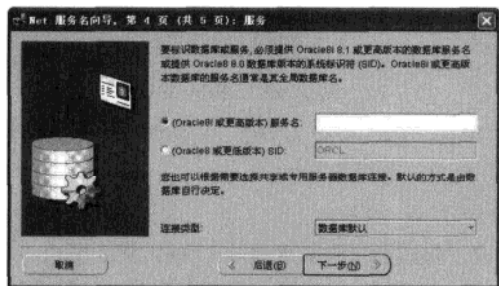 Net 服务名向导, 第 4 页 (共 5 页): 服务
要标识数据库或服务, 必须提供 Oracle8i 8.1 或更高版本的数据库服务名
或提供 Oracle8 8.0 数据库版本的系统标识符 (SID)。Oracle8i 或更高版
本数据库的服务名通常是其全局数据库名。
(Oracle8i 或更高版本) 服务名:
(Oracle8 或更低版本) SID: ORCL
您也可以根据需要选择共享或专用服务器数据库连接。默认的方式是由数
据库自行决定。
连接类型: 数据库默认
取消 后退(B) 下一步(N)